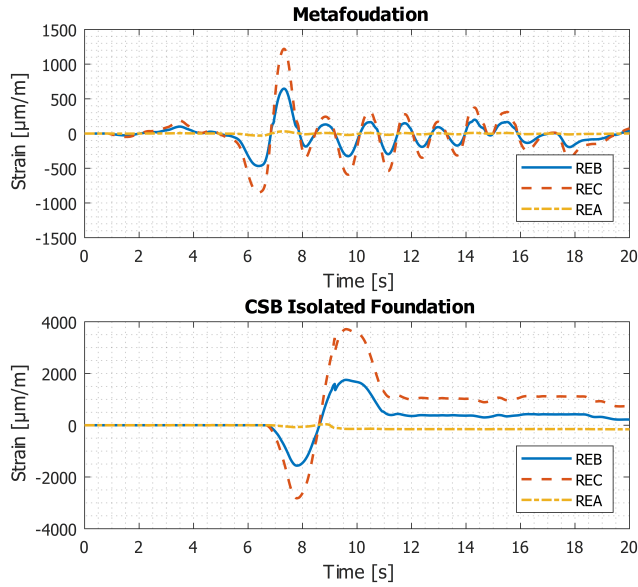 Metafoudation
1500
1000
500
0
-500
-1000
-1500
Strain [μm/m]
REB
REC
REA
0 2 4 6 8 10 12 14 16 18 20
Time [s]
CSB Isolated Foundation
4000
2000
0
-2000
-4000
Strain [μm/m]
REB
REC
REA
0 2 4 6 8 10 12 14 16 18 20
Time [s]